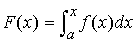 F(x) = ∫ₐˣ f(x)dx